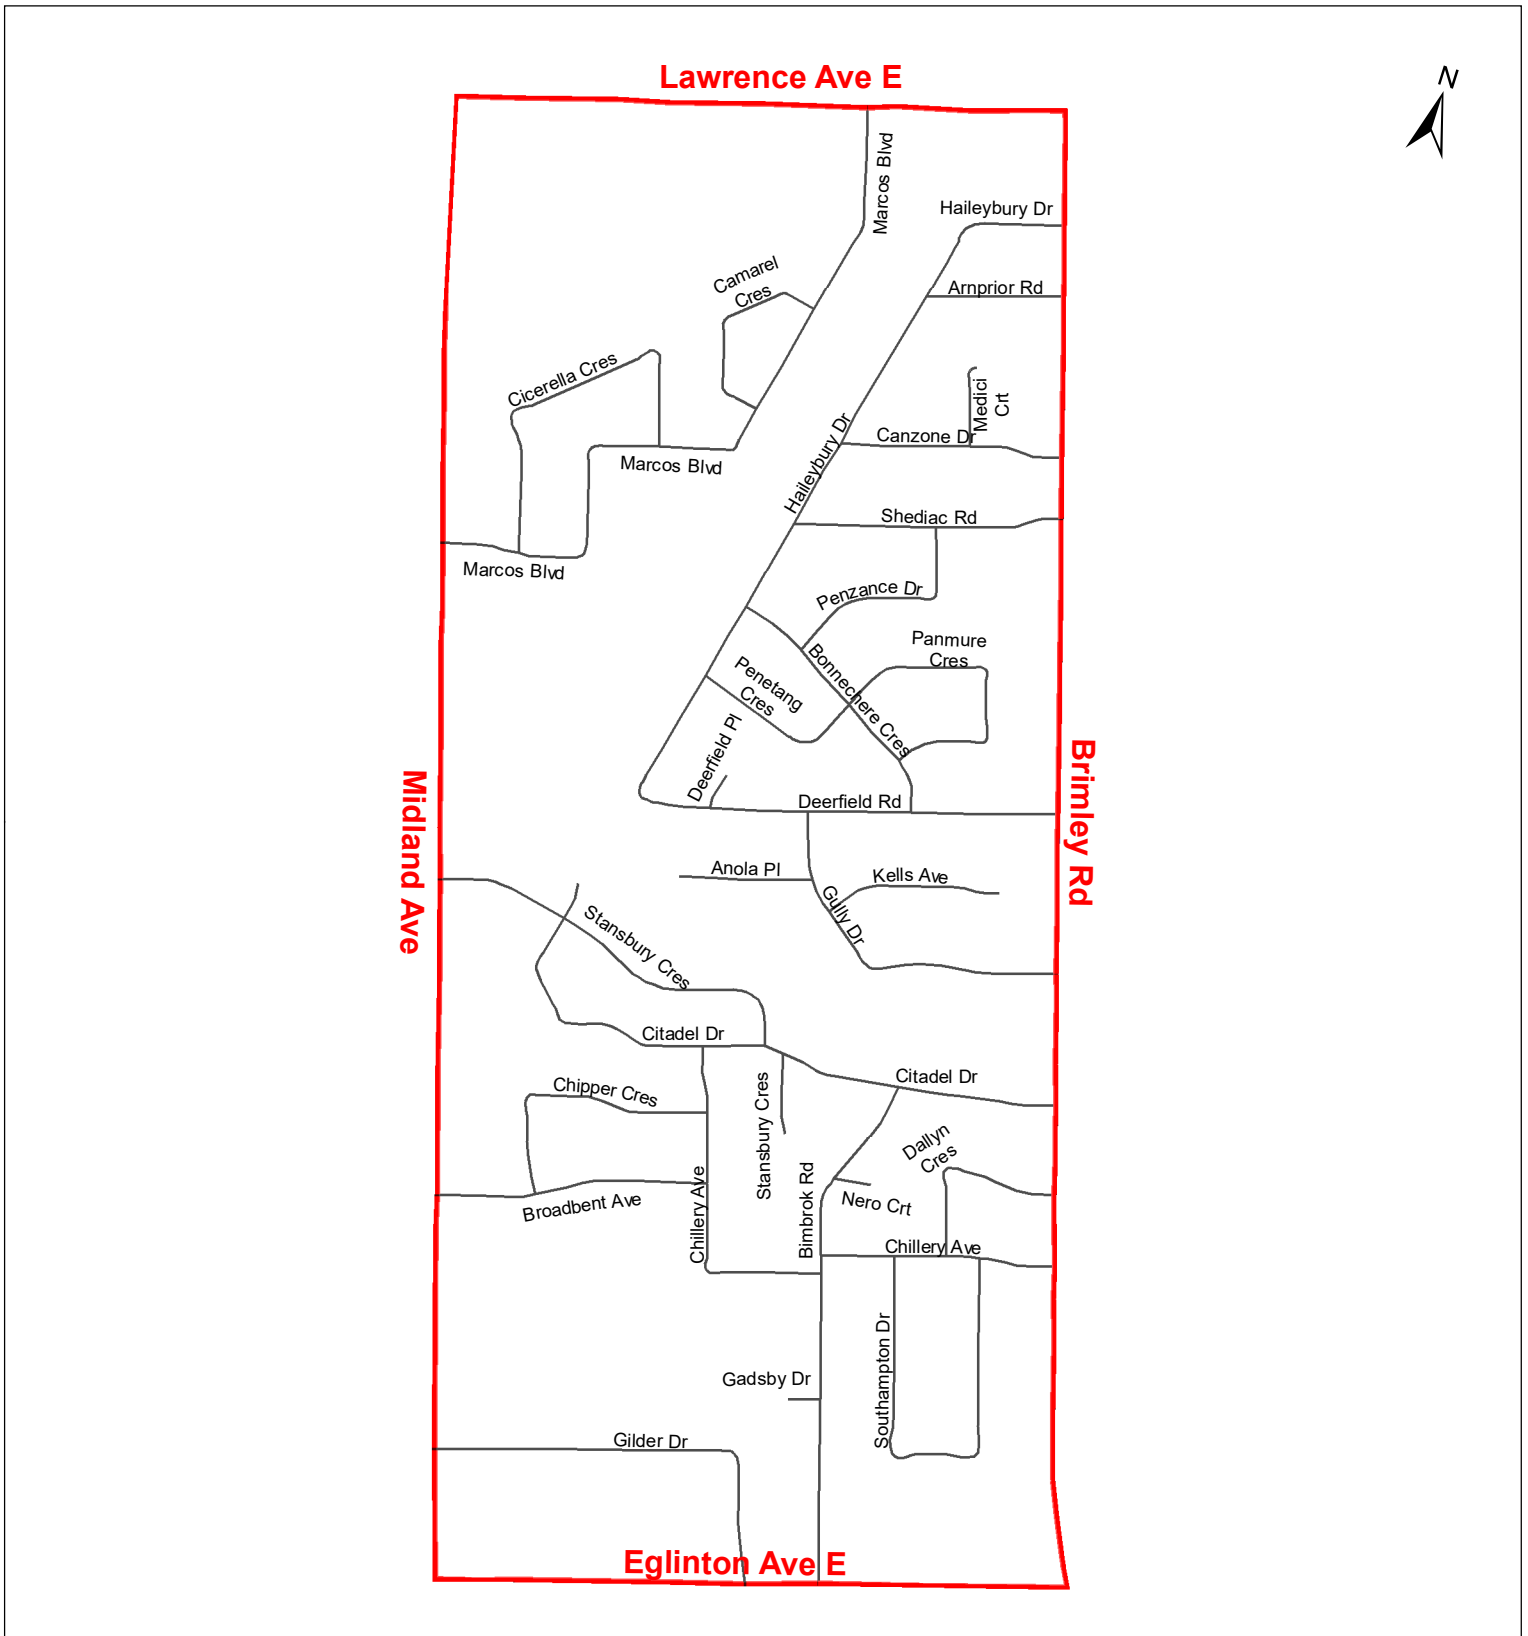 Lawrence Ave E
N
Marcos Blvd
Haileybury Dr
Camarel
Cres
Arnprior Rd
Cicerella Cres
Medici
Crt
Haileybury Dr
Canzone Dr
Marcos Blvd
Shediac Rd
Marcos Blvd
Penzance Dr
Panmure
Cres
Bonnechere Cres
Penetang
Cres
Deerfield Pl
Deerfield Rd
Midland Ave
Brimley Rd
Anola Pl
Kells Ave
Gully Dr
Stansbury Cres
Citadel Dr
Citadel Dr
Chipper Cres
Stansbury Cres
Dallyn
Cres
Broadbent Ave
Chillery Ave
Bimbrok Rd
Nero Crt
Chillery Ave
Southampton Dr
Gadsby Dr
Gilder Dr
Eglinton Ave E